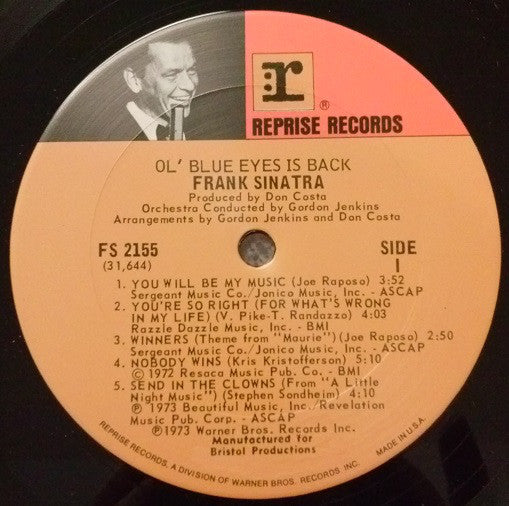 r
®
REPRISE RECORDS
OL' BLUE EYES IS BACK
FRANK SINATRA
Produced by Don Costa
Orchestra Conducted by Gordon Jenkins
Arrangements by Gordon Jenkins and Don Costa
FS 2155 SIDE
(31,644) 1
1. YOU WILL BE MY MUSIC (Joe Raposo) 3:52
Sergeant Music Co./Jonico Music, Inc. - ASCAP
2. YOU'RE SO RIGHT (FOR WHAT'S WRONG
IN MY LIFE) (V. Pike-T. Randazzo) 4:03
Razzle Dazzle Music, Inc. - BMI
3. WINNERS (Theme from "Maurie") (Joe Raposo) 2:50
Sergeant Music Co./Jonico Music, Inc. - ASCAP
4. NOBODY WINS (Kris Kristofferson) 5:10
© 1972 Resaca Music Pub. Co. - BMI
5. SEND IN THE CLOWNS (From "A Little
Night Music") (Stephen Sondheim) 4:10
℗ 1973 Beautiful Music, Inc./Revelation
Music Pub. Corp. - ASCAP
℗1973 Warner Bros. Records Inc.
Manufactured for
Bristol Productions
REPRISE RECORDS, A DIVISION OF WARNER BROS. RECORDS INC. MADE IN U.S.A.